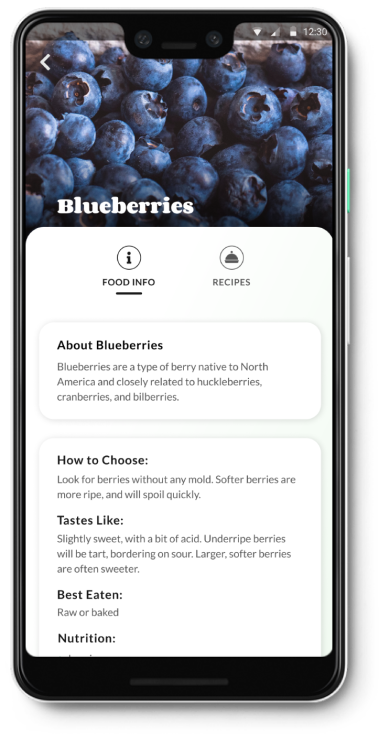 12:30
Blueberries
FOOD INFO
RECIPES
About Blueberries
Blueberries are a type of berry native to North
America and closely related to huckleberries,
cranberries, and bilberries.
How to Choose:
Look for berries without any mold. Softer berries are
more ripe, and will spoil quickly.
Tastes Like:
Slightly sweet, with a bit of acid. Underripe berries
will be tart, bordering on sour. Larger, softer berries
are often sweeter.
Best Eaten:
Raw or baked
Nutrition: